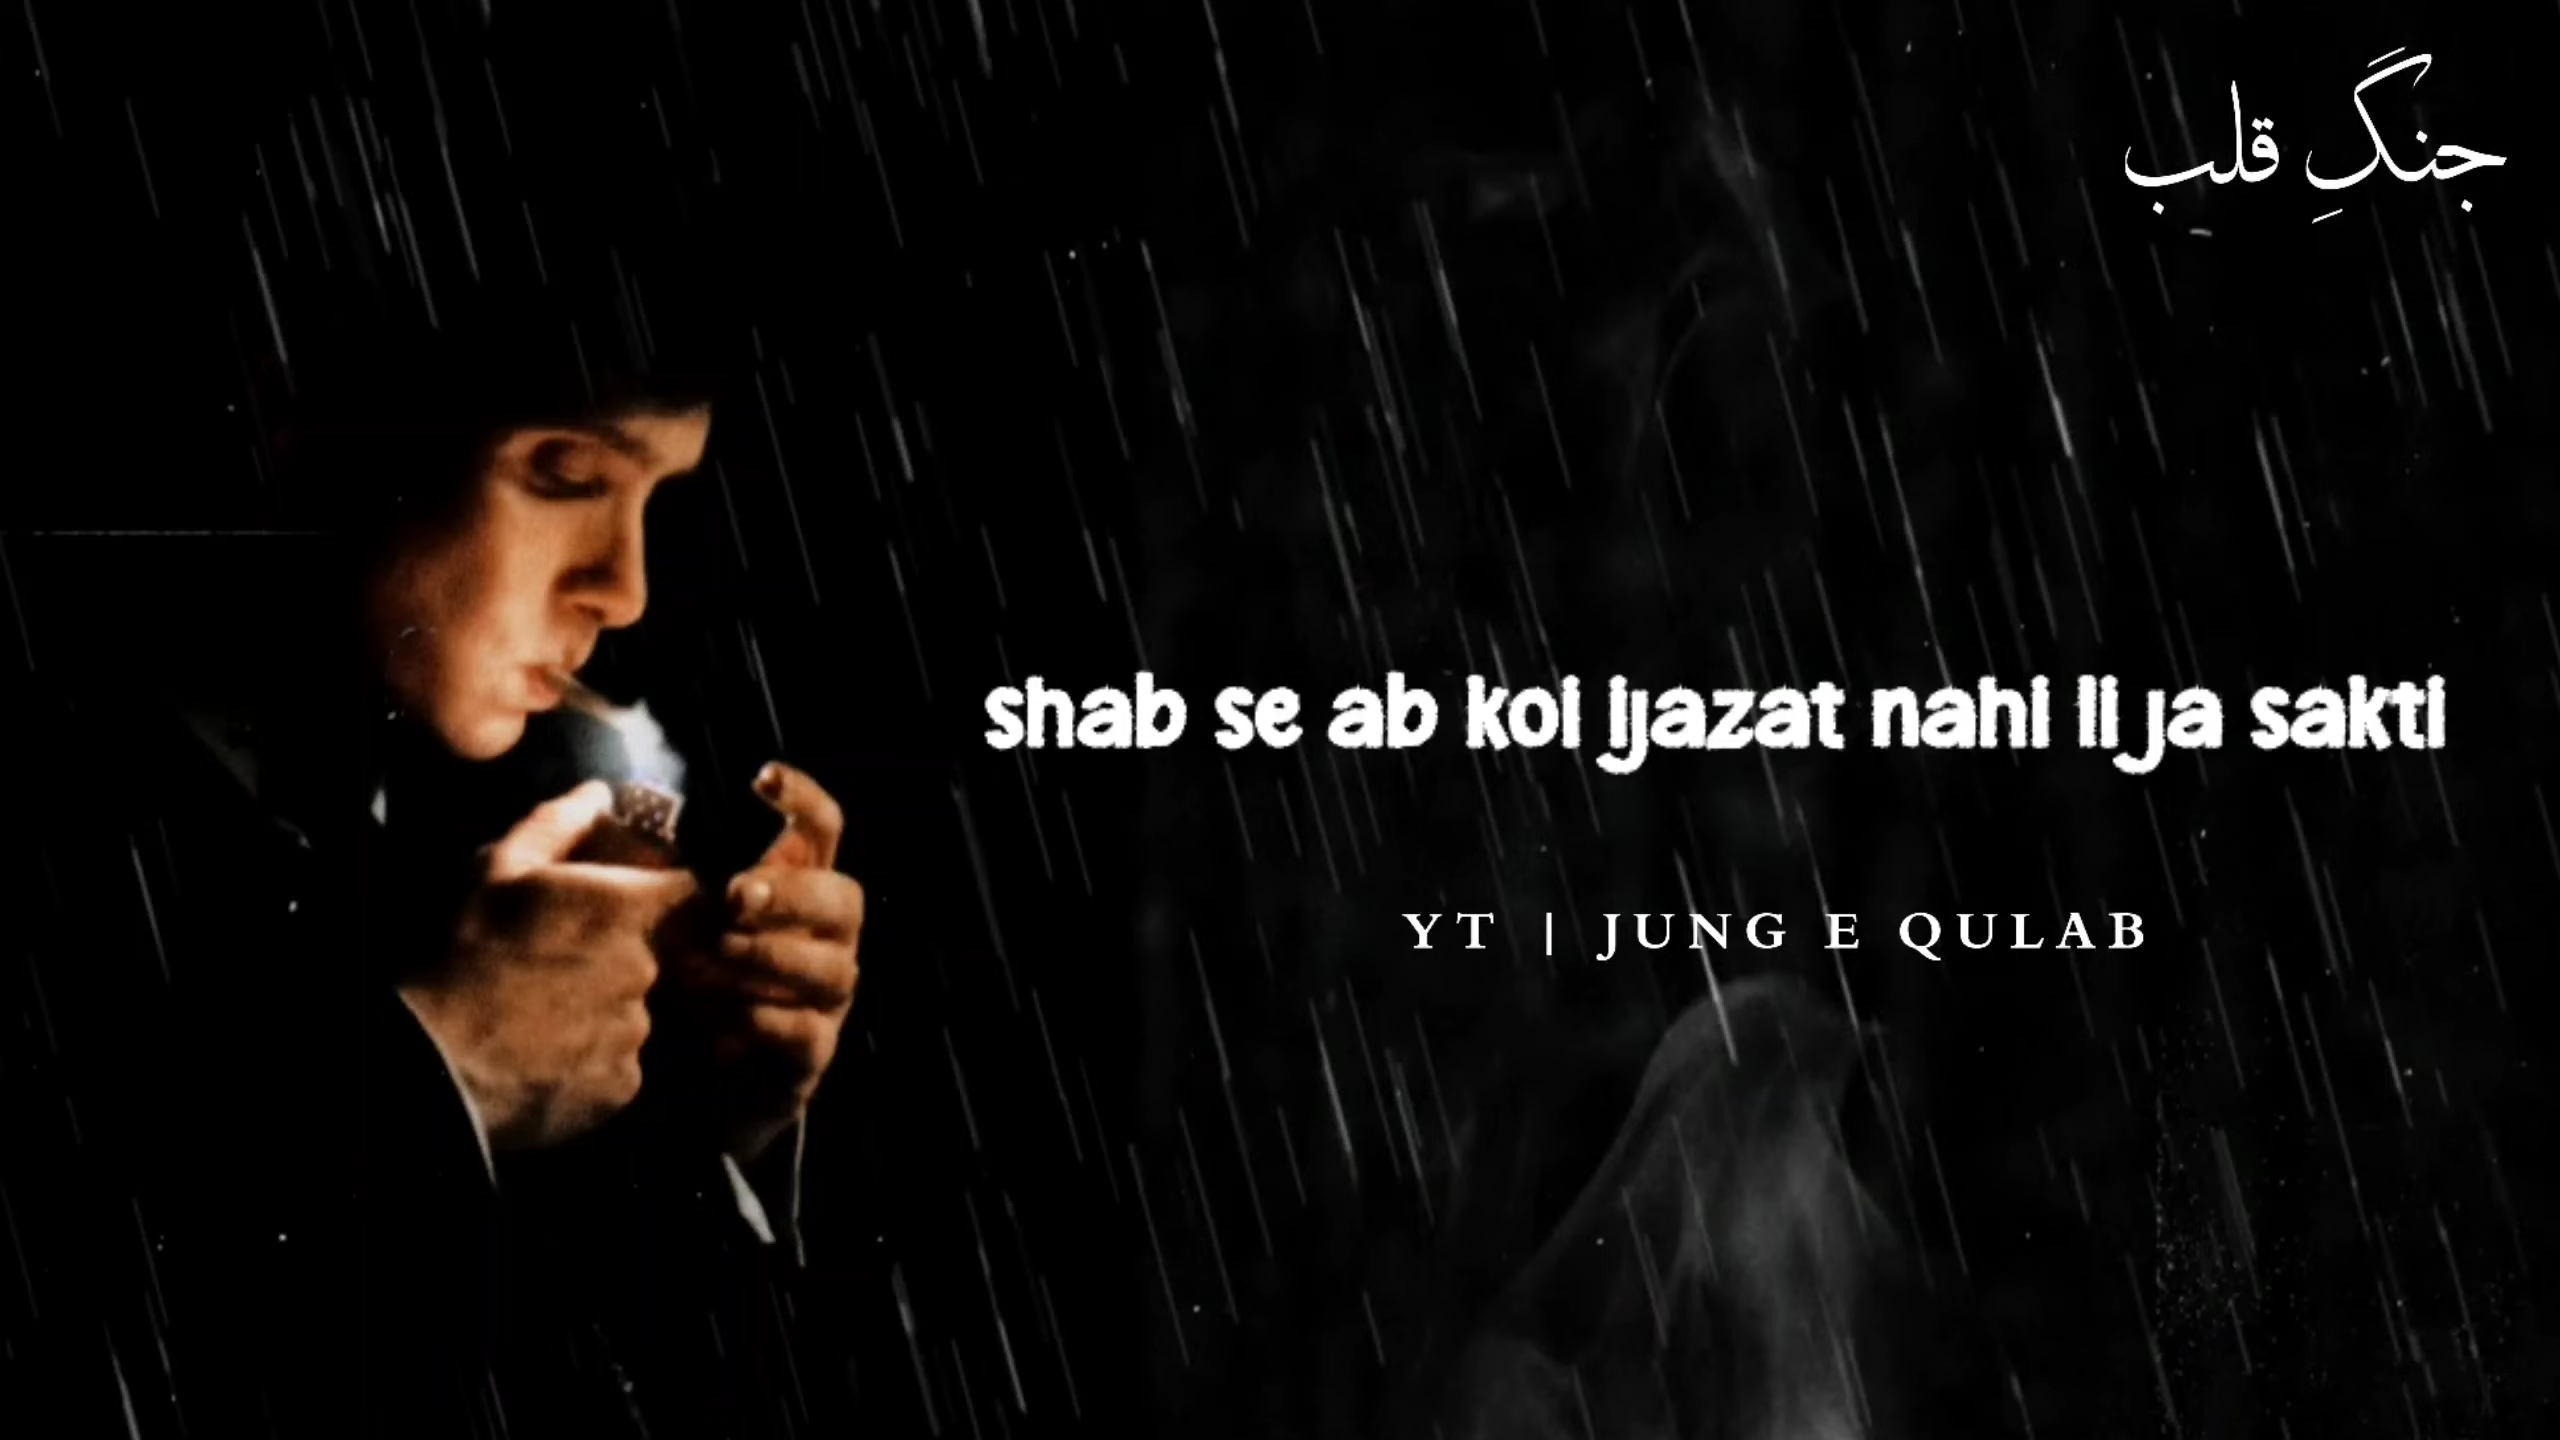 جنگِ قلب
shab se ab koi ijazat nahi li ja sakti
YT | JUNG E QULAB